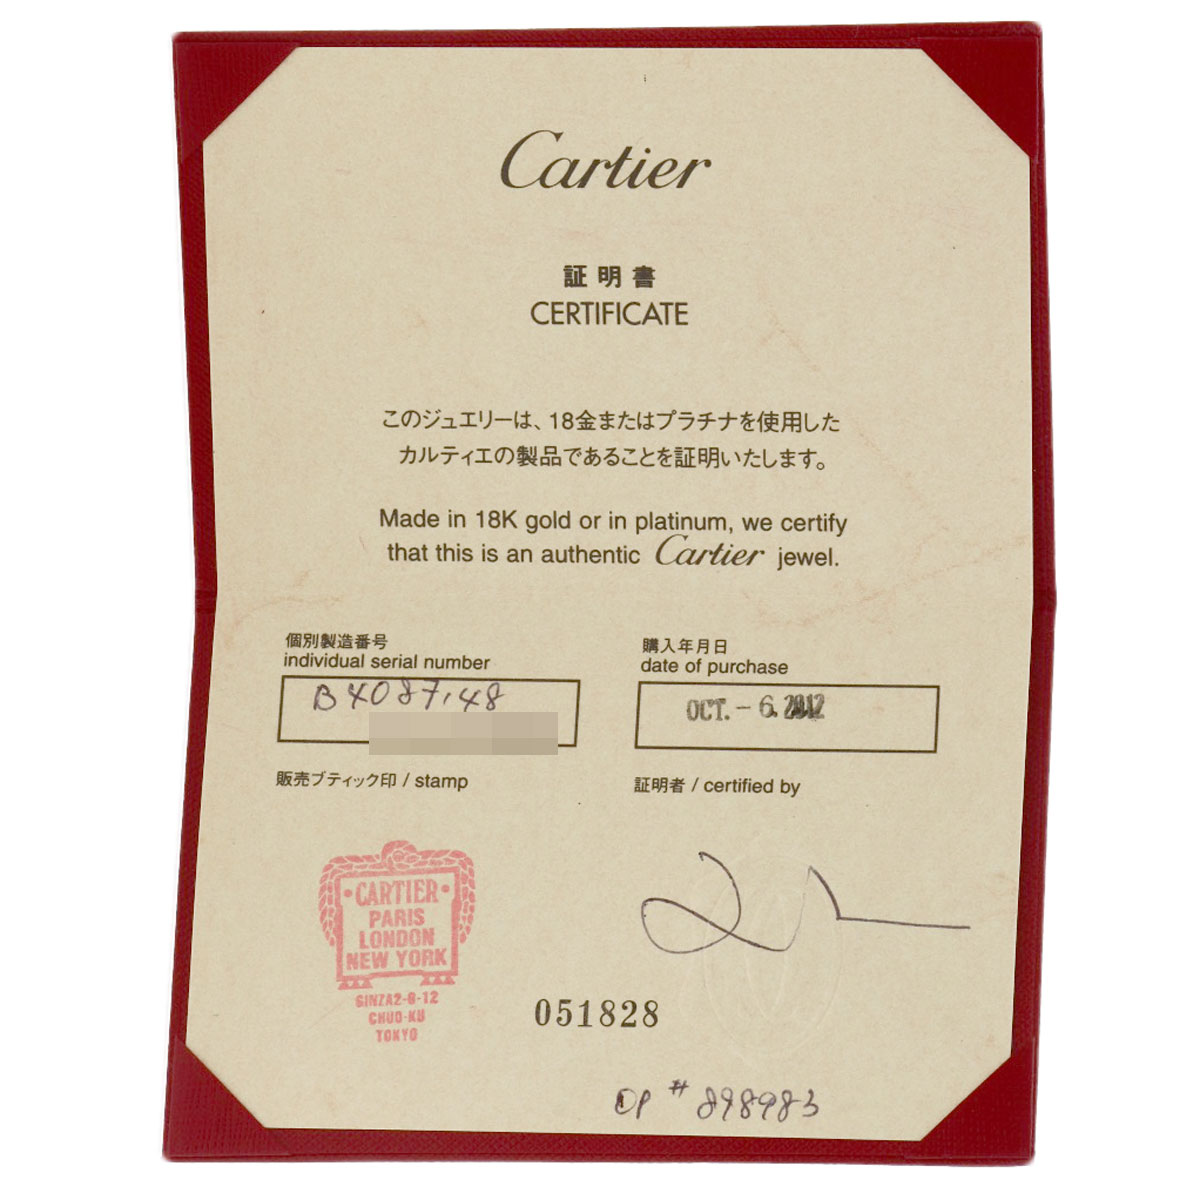 Cartier
証明書
CERTIFICATE
このジュエリーは、18金またはプラチナを使用した
カルティエの製品であることを証明いたします。
Made in 18K gold or in platinum, we certify
that this is an authentic Cartier jewel.
個別製造番号
individual serial number
B4087148
購入年月日
date of purchase
OCT. - 6. 2012
販売ブティック印 / stamp
証明者 / certified by
CARTIER
PARIS
LONDON
NEW YORK
GINZA2-6-12
CHUO-KU
TOKYO
051828
OP # 898983